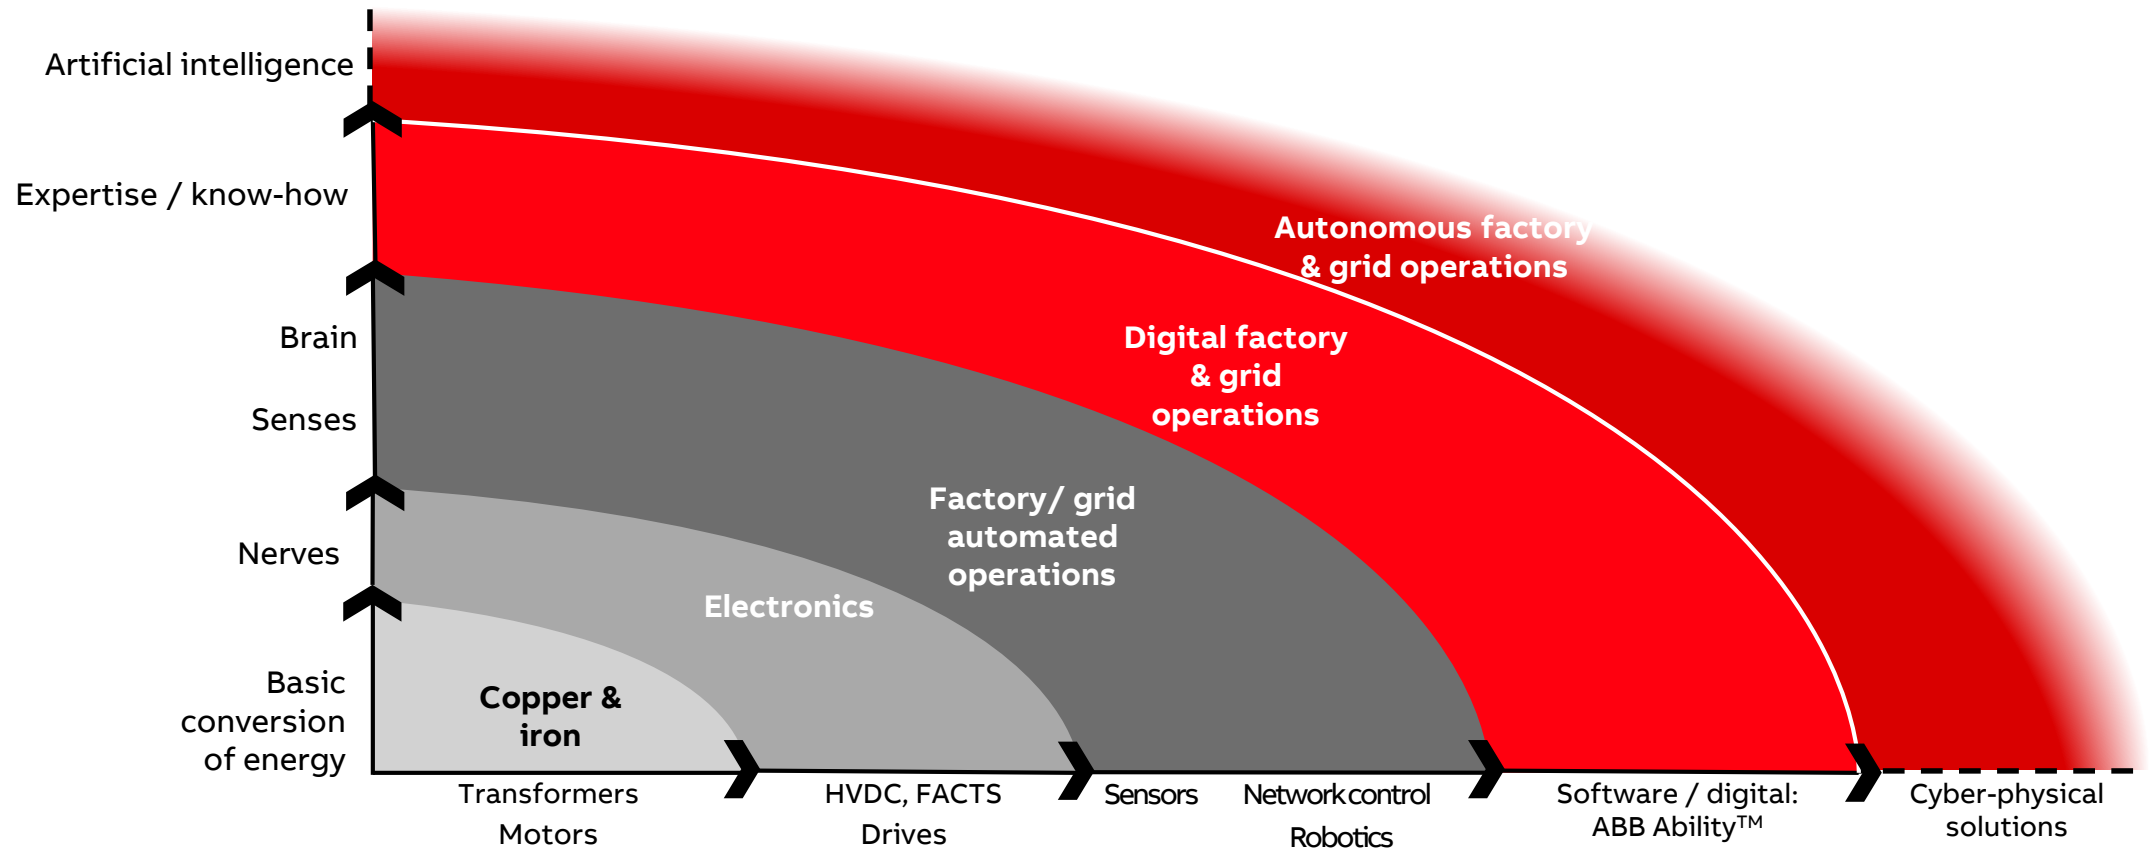 Artificial intelligence
Expertise / know-how
Brain
Senses
Nerves
Basic
conversion
of energy
Autonomous factory
& grid operations
Digital factory
& grid
operations
Factory/ grid
automated
operations
Electronics
Copper &
iron
Transformers
Motors
HVDC, FACTS
Drives
Sensors
Network control
Robotics
Software / digital:
ABB Ability™
Cyber-physical
solutions